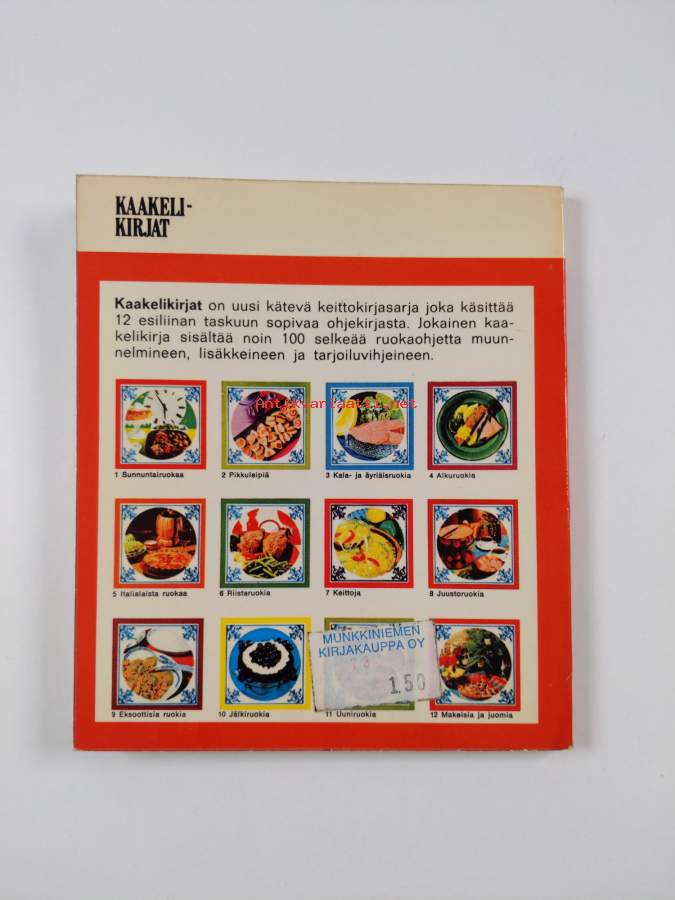 KAAKELI-
KIRJAT
Kaakelikirjat on uusi kätevä keittokirjasarja joka käsittää
12 esiliinan taskuun sopivaa ohjekirjasta. Jokainen kaa-
kelikirja sisältää noin 100 selkeää ruokaohjetta muun-
nelmineen, lisäkkeineen ja tarjoiluvihjeineen.
Antikvariaatti.net
1 Sunnuntairuokaa
2 Pikkuleipiä
3 Kala- ja äyriäisruokia
4 Alkuruokia
5 Italialaista ruokaa
6 Riistaruokia
7 Keittoja
8 Juustoruokia
MUNKKINIEMEN
KIRJAKAUPPA OY
73
1.50
9 Eksoottisia ruokia
10 Jälkiruokia
11 Uuniruokia
12 Makeisia ja juomia